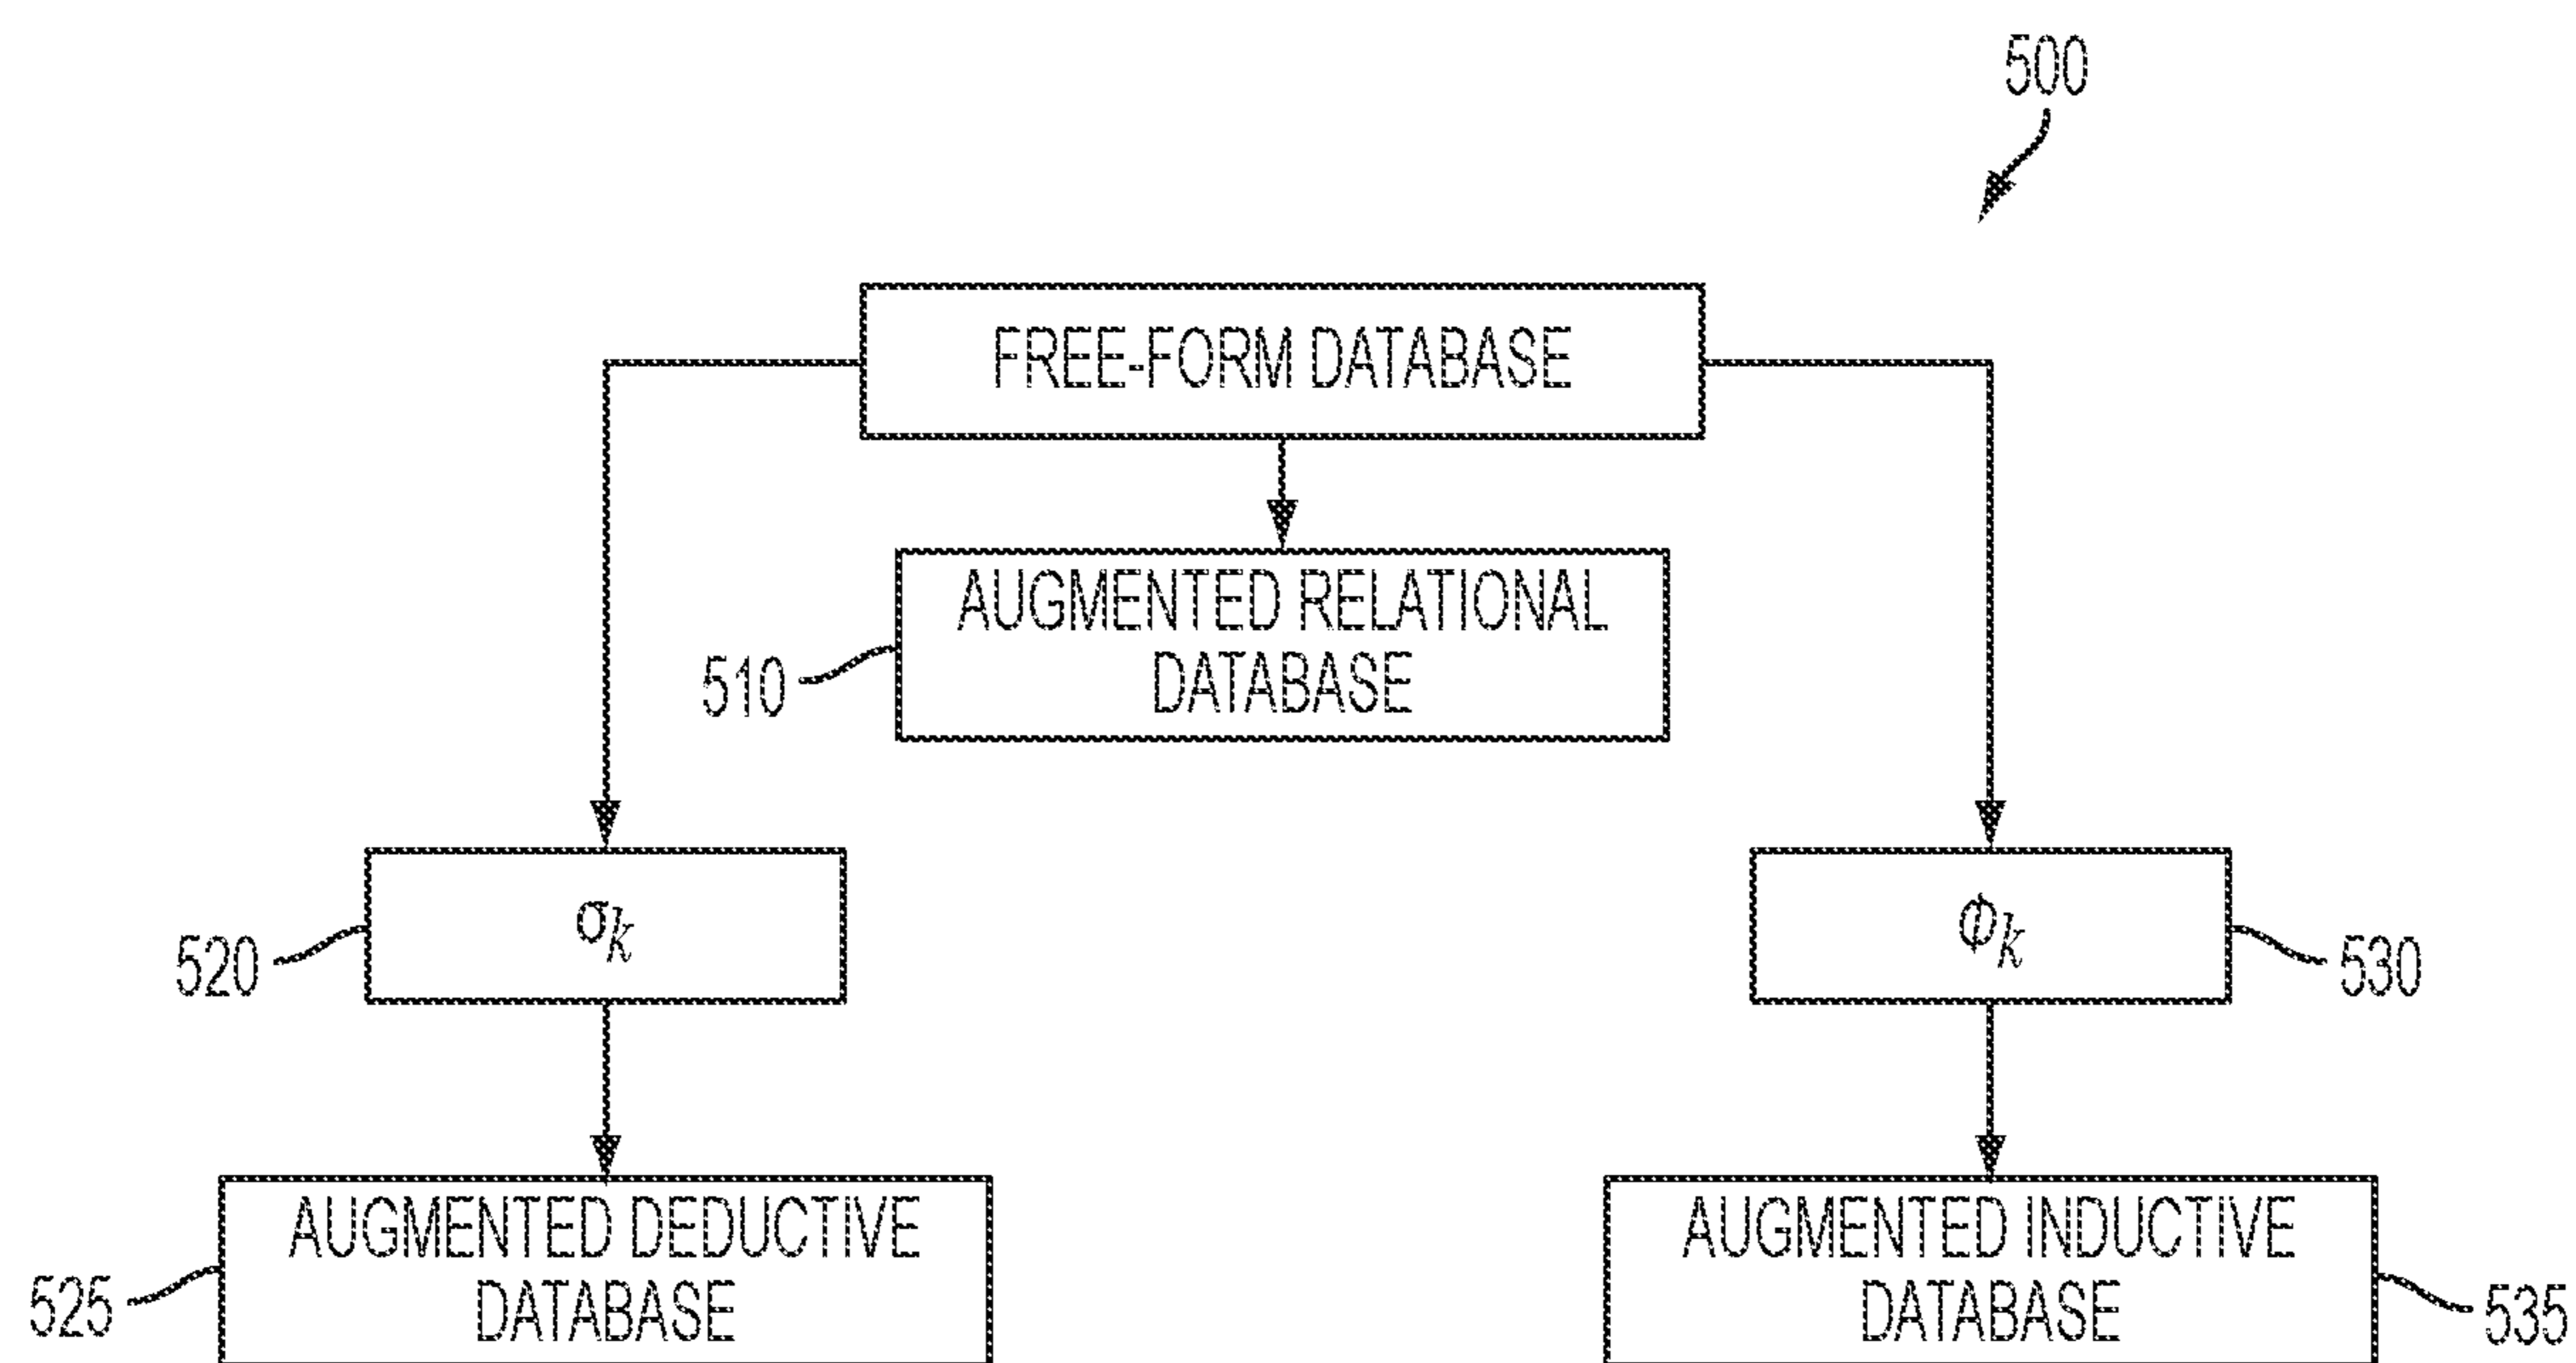 500
FREE-FORM DATABASE
AUGMENTED RELATIONAL
DATABASE
510
σk
520
ϕk
530
AUGMENTED DEDUCTIVE
DATABASE
525
AUGMENTED INDUCTIVE
DATABASE
535